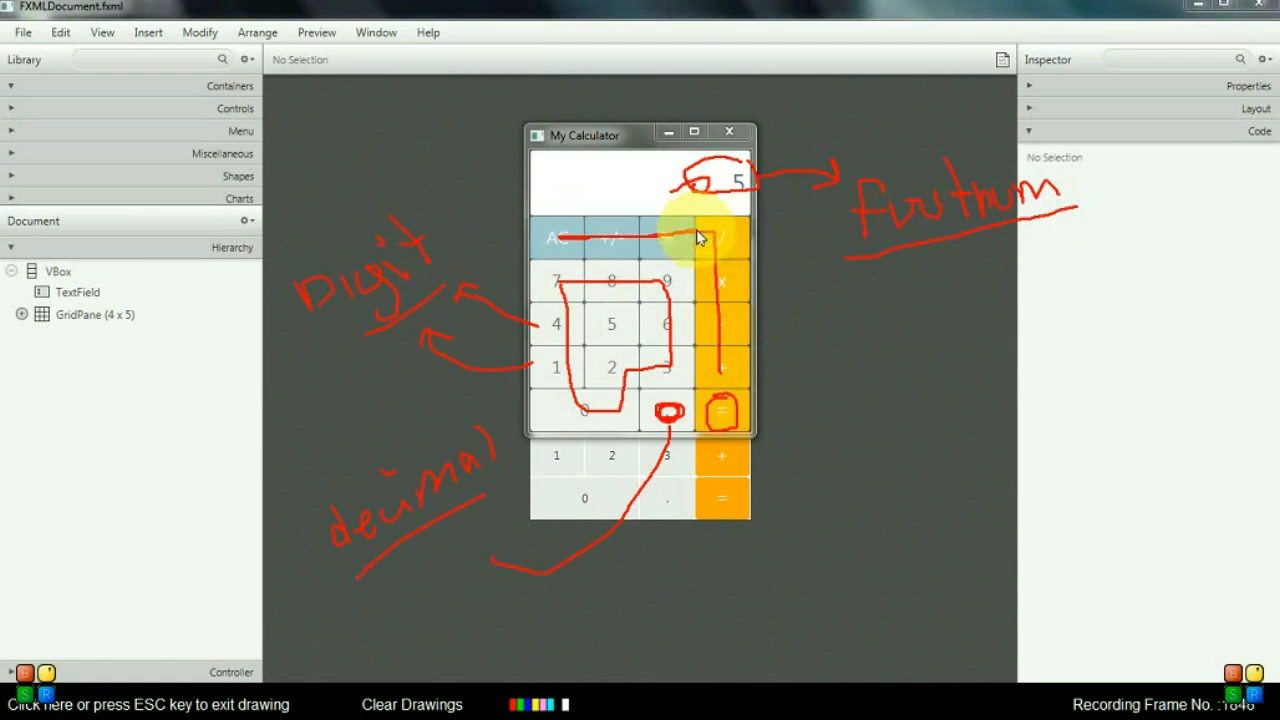 FXMLDocument.fxml
File Edit View Insert Modify Arrange Preview Window Help
Library
No Selection
Inspector
Containers
Controls
Menu
Miscellaneous
Shapes
Charts
Properties
Layout
Code
No Selection
Document
Hierarchy
VBox
TextField
GridPane (4 x 5)
Controller
My Calculator
X
5
AC +/- /
7 8 9 x
4 5 6 -
1 2 3 +
0 . =
1 2 3 +
0 . =
Digit
decimal
Click here or press ESC key to exit drawing
Clear Drawings
Recording Frame No. :1848
B
S R
B
S R